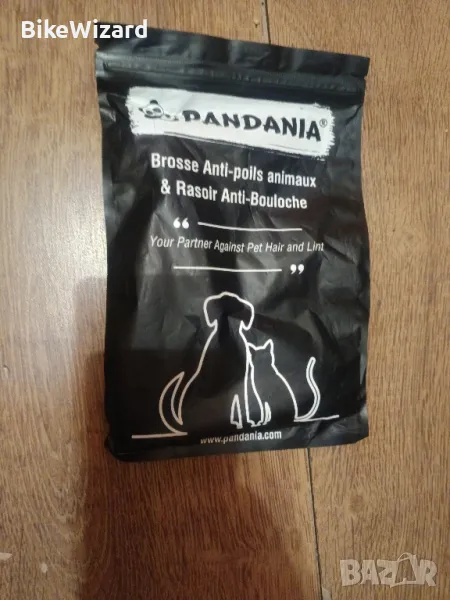 BikeWizard
PANDANIA®
Brosse Anti-poils animaux
& Rasoir Anti-Bouloche
“
Your Partner Against Pet Hair and Lint
”
www.pandania.com
BAZAR